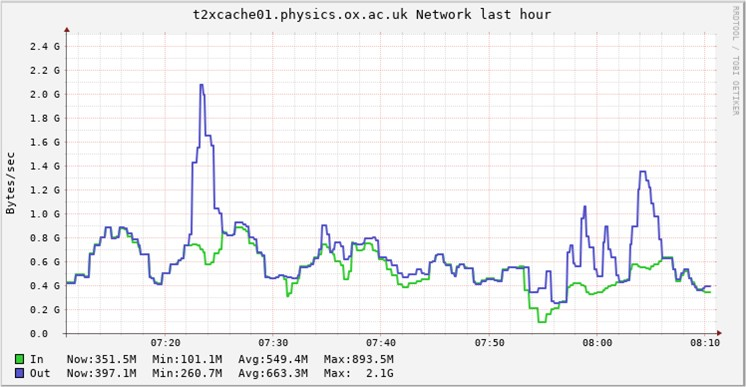 t2xcache01.physics.ox.ac.uk Network last hour
RRDTOOL / TOBI OETIKER
Bytes/sec
2.4 G
2.2 G
2.0 G
1.8 G
1.6 G
1.4 G
1.2 G
1.0 G
0.8 G
0.6 G
0.4 G
0.2 G
0.0
07:20 07:30 07:40 07:50 08:00 08:10
In Now:351.5M Min:101.1M Avg:549.4M Max:893.5M
Out Now:397.1M Min:260.7M Avg:663.3M Max: 2.1G